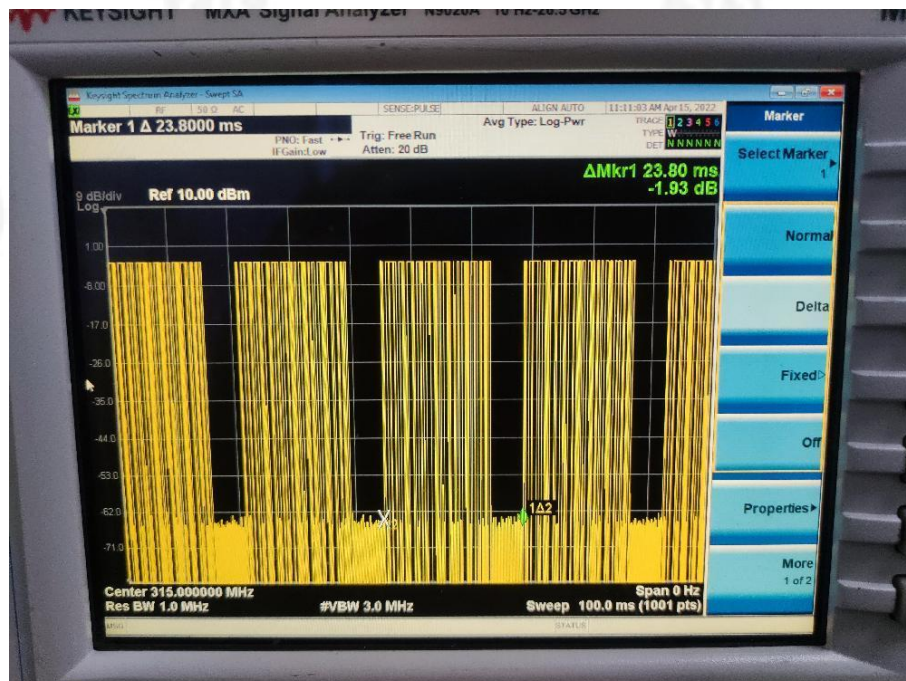 KEYSIGHT MXA Signal Analyzer N9020A 10 Hz-26.5 GHz
Keysight Spectrum Analyzer - Swept SA
RF 50 Ω AC SENSE:PULSE ALIGN AUTO 11:11:03 AM Apr 15, 2022
Marker 1 Δ 23.8000 ms
PNO: Fast
IFGain:Low
Trig: Free Run
Atten: 20 dB
Avg Type: Log-Pwr
TRACE 1 2 3 4 5 6
TYPE W
DET N N N N N N
ΔMkr1 23.80 ms
-1.93 dB
9 dB/div Ref 10.00 dBm
Log
1.00
-8.00
-17.0
-26.0
-35.0
-44.0
-53.0
-62.0
-71.0
1Δ2
Center 315.000000 MHz Span 0 Hz
Res BW 1.0 MHz #VBW 3.0 MHz Sweep 100.0 ms (1001 pts)
MSG STATUS
Marker
Select Marker
1
Normal
Delta
Fixed
Off
Properties
More
1 of 2